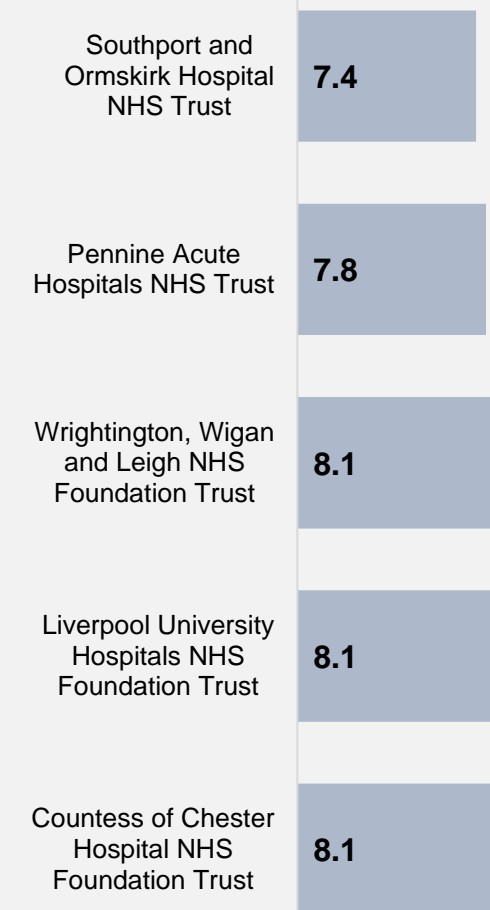 Southport and
Ormskirk Hospital
NHS Trust
7.4
Pennine Acute
Hospitals NHS Trust
7.8
Wrightington, Wigan
and Leigh NHS
Foundation Trust
8.1
Liverpool University
Hospitals NHS
Foundation Trust
8.1
Countess of Chester
Hospital NHS
Foundation Trust
8.1